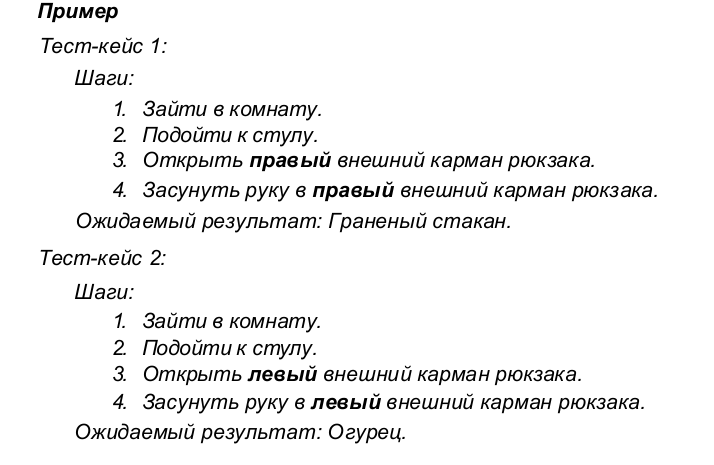 Пример
Тест-кейс 1:
Шаги:
1. Зайти в комнату.
2. Подойти к стулу.
3. Открыть правый внешний карман рюкзака.
4. Засунуть руку в правый внешний карман рюкзака.
Ожидаемый результат: Граненый стакан.
Тест-кейс 2:
Шаги:
1. Зайти в комнату.
2. Подойти к стулу.
3. Открыть левый внешний карман рюкзака.
4. Засунуть руку в левый внешний карман рюкзака.
Ожидаемый результат: Огурец.